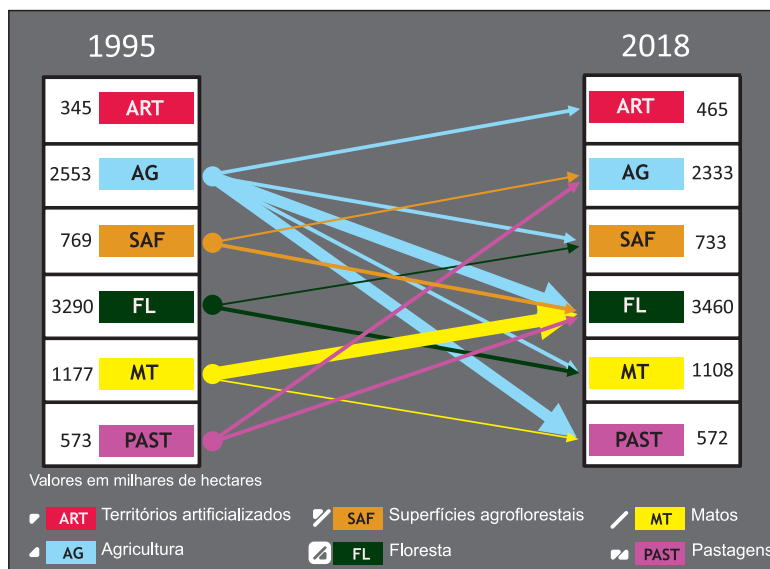 1995 2018
345 ART ART 465
2553 AG AG 2333
769 SAF SAF 733
3290 FL FL 3460
1177 MT MT 1108
573 PAST PAST 572
Valores em milhares de hectares
ART Territórios artificializados SAF Superfícies agroflorestais MT Matos
AG Agricultura FL Floresta PAST Pastagens